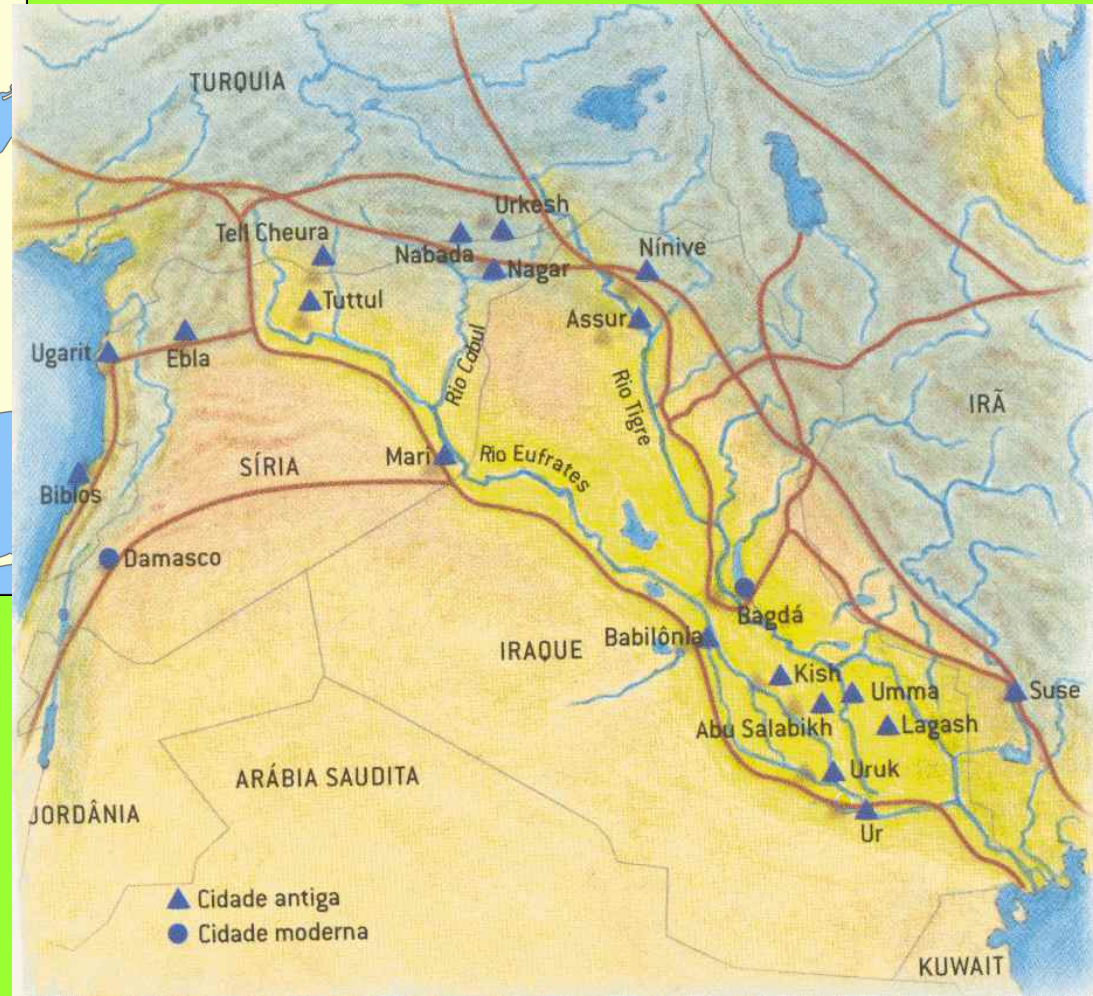 TURQUIA
Urkesh
Tell Cheura
Nabada
Nagar
Nínive
Tuttul
Assur
Ugarit
Ebla
Rio Cabul
Rio Tigre
IRÃ
Mari
Rio Eufrates
SÍRIA
Biblos
Damasco
Bagdá
IRAQUE
Babilônia
Kish
Umma
Suse
Abu Salabikh
Lagash
Uruk
ARÁBIA SAUDITA
JORDÂNIA
Ur
Cidade antiga
Cidade moderna
KUWAIT